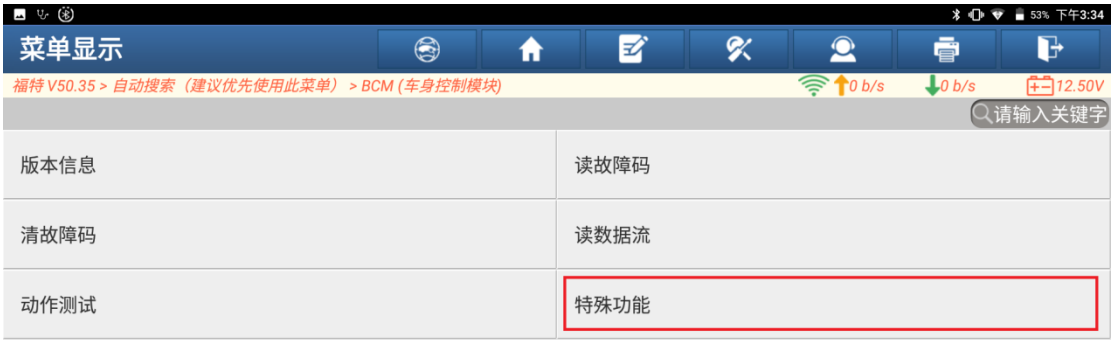 53% 下午3:34
菜单显示
福特 V50.35 > 自动搜索（建议优先使用此菜单） > BCM (车身控制模块) 0 b/s 0 b/s 12.50V
请输入关键字
版本信息 读故障码
清故障码 读数据流
动作测试 特殊功能